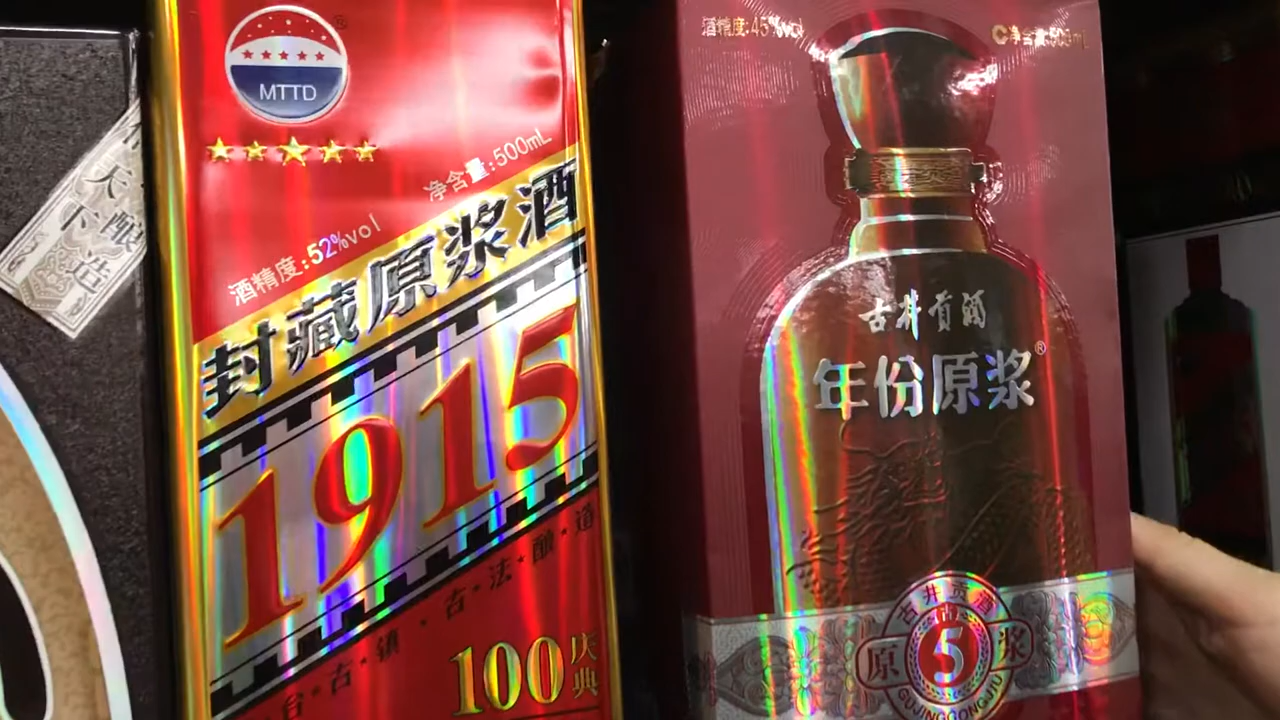 天下
酿造
MTTD
净含量:500mL
酒精度:52%vol
封藏原浆酒
1915
台*古*镇·古*法*酿*造
100庆典
酒精度:45%vol
净含量:500mL
古井贡酒
年份原浆®
古井贡酒
原 5 浆
GUJINGGONGJIU